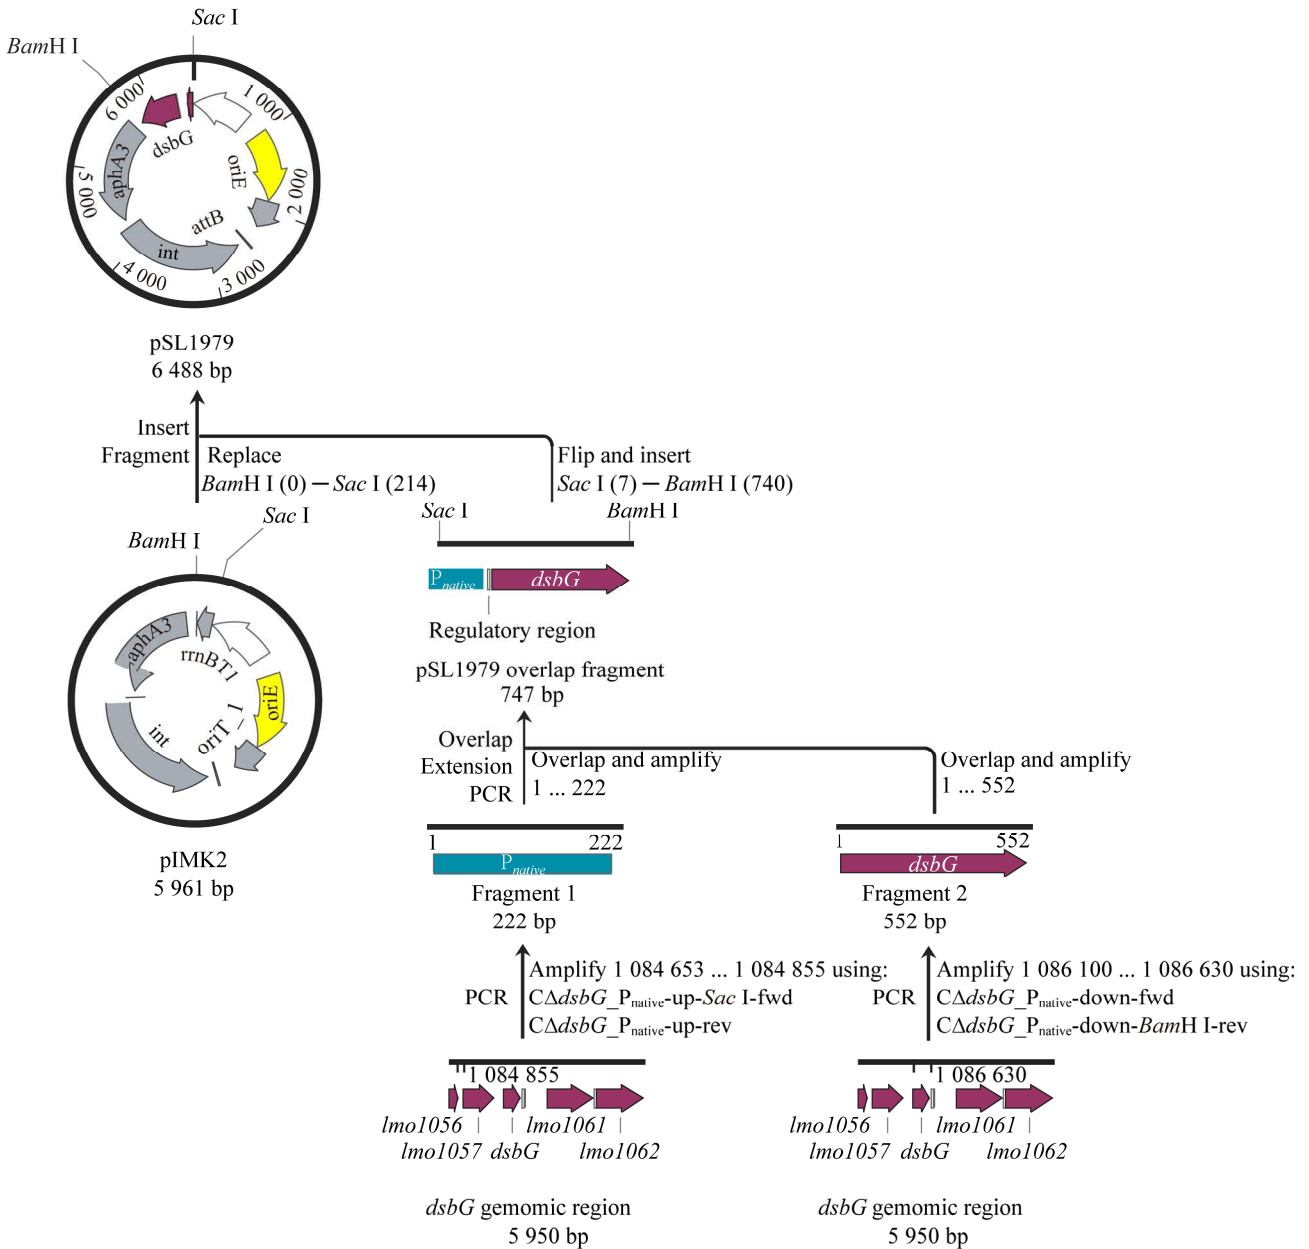 Sac I
BamH I
6 000
1 000
dsbG
aphA3
oriE
5 000
2 000
attB
int
4 000
3 000
pSL1979
6 488 bp
Insert
Fragment
Replace
BamH I (0) — Sac I (214)
Flip and insert
Sac I (7) — BamH I (740)
Sac I
BamH I
Sac I
BamH I
Pnative
dsbG
Regulatory region
pSL1979 overlap fragment
747 bp
aphA3
rrnBT1
oriE
oriT_1
int
pIMK2
5 961 bp
Overlap
Extension
PCR
Overlap and amplify
1 ... 222
Overlap and amplify
1 ... 552
1 222
Pnative
Fragment 1
222 bp
1 552
dsbG
Fragment 2
552 bp
PCR
Amplify 1 084 653 ... 1 084 855 using:
CΔdsbG_Pnative-up-Sac I-fwd
CΔdsbG_Pnative-up-rev
PCR
Amplify 1 086 100 ... 1 086 630 using:
CΔdsbG_Pnative-down-fwd
CΔdsbG_Pnative-down-BamH I-rev
1 084 855
lmo1056 lmo1061
lmo1057 dsbG lmo1062
dsbG gemomic region
5 950 bp
1 086 630
lmo1056 lmo1061
lmo1057 dsbG lmo1062
dsbG gemomic region
5 950 bp